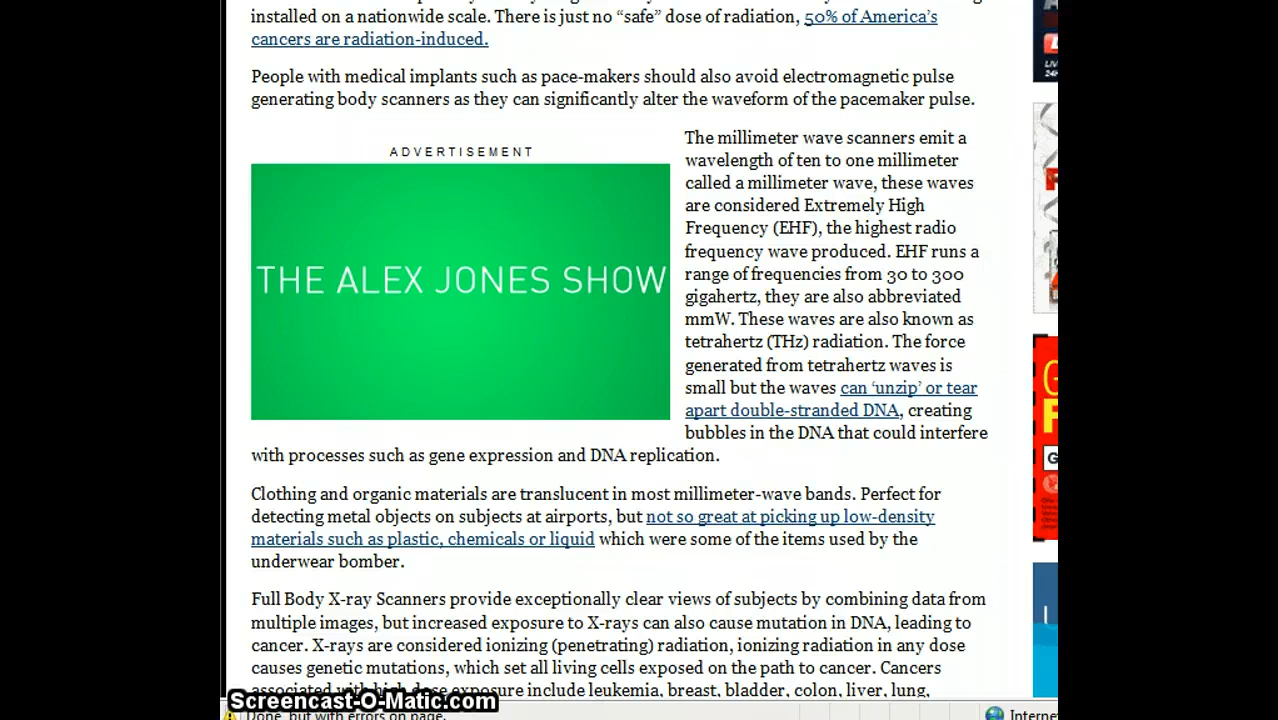 installed on a nationwide scale. There is just no “safe” dose of radiation, 50% of America’s
cancers are radiation-induced.
People with medical implants such as pace-makers should also avoid electromagnetic pulse
generating body scanners as they can significantly alter the waveform of the pacemaker pulse.
ADVERTISEMENT
THE ALEX JONES SHOW
The millimeter wave scanners emit a
wavelength of ten to one millimeter
called a millimeter wave, these waves
are considered Extremely High
Frequency (EHF), the highest radio
frequency wave produced. EHF runs a
range of frequencies from 30 to 300
gigahertz, they are also abbreviated
mmW. These waves are also known as
tetrahertz (THz) radiation. The force
generated from tetrahertz waves is
small but the waves can ‘unzip’ or tear
apart double-stranded DNA, creating
bubbles in the DNA that could interfere
with processes such as gene expression and DNA replication.
Clothing and organic materials are translucent in most millimeter-wave bands. Perfect for
detecting metal objects on subjects at airports, but not so great at picking up low-density
materials such as plastic, chemicals or liquid which were some of the items used by the
underwear bomber.
Full Body X-ray Scanners provide exceptionally clear views of subjects by combining data from
multiple images, but increased exposure to X-rays can also cause mutation in DNA, leading to
cancer. X-rays are considered ionizing (penetrating) radiation, ionizing radiation in any dose
causes genetic mutations, which set all living cells exposed on the path to cancer. Cancers
associated with high dose exposure include leukemia, breast, bladder, colon, liver, lung,
Screencast-O-Matic.com
Done, but with errors on page.
Interne